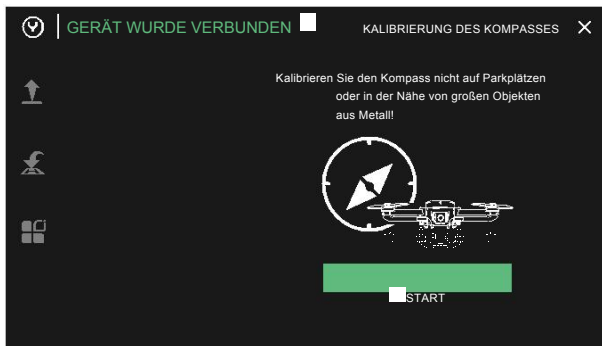 GERÄT WURDE VERBUNDEN
KALIBRIERUNG DES KOMPASSES
Kalibrieren Sie den Kompass nicht auf Parkplätzen
oder in der Nähe von großen Objekten
aus Metall!
START